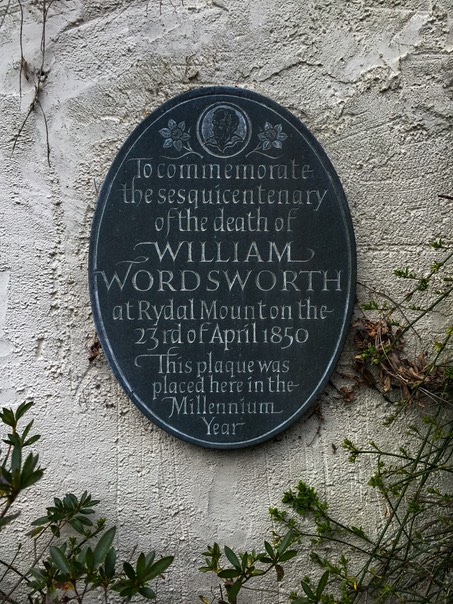 To commemorate
the sesquicentenary
of the death of
WILLIAM
WORDSWORTH
at Rydal Mount on the
23rd of April 1850
This plaque was
placed here in the
Millennium
Year